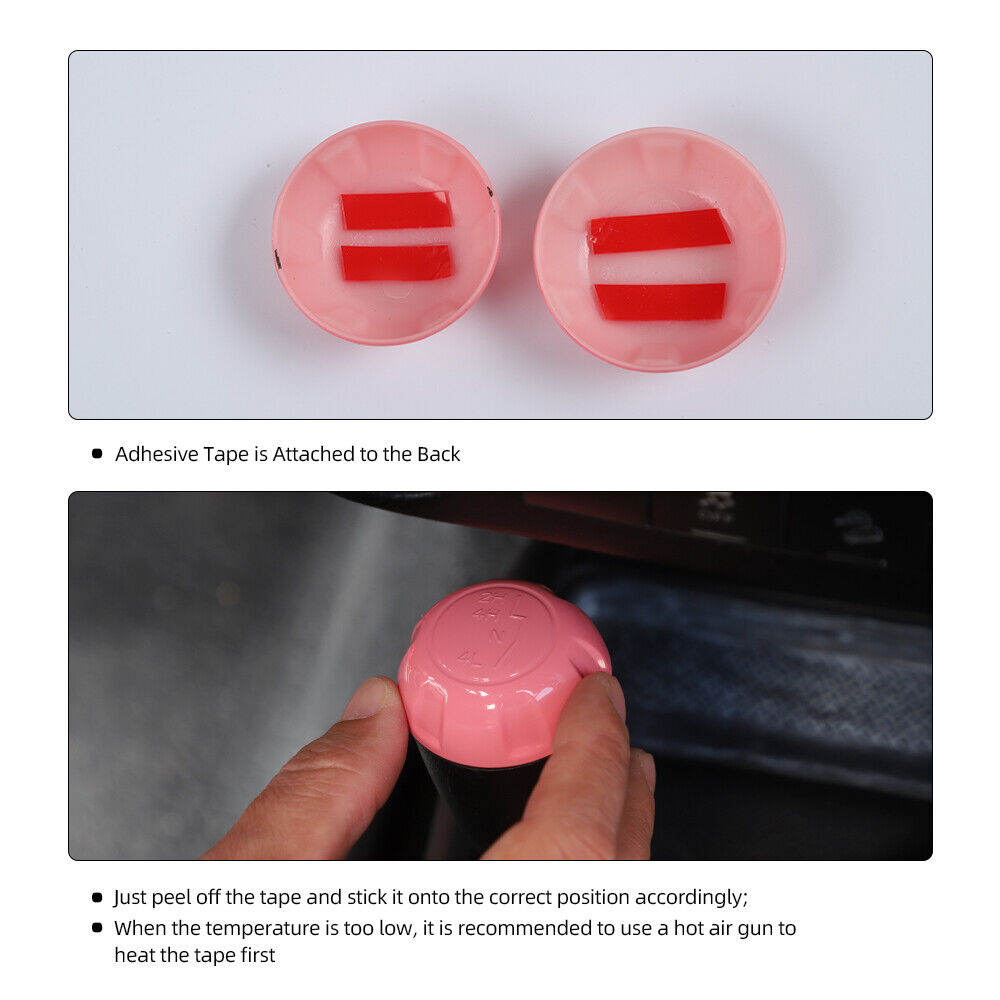 Adhesive Tape is Attached to the Back
OFF
2H
4H
N
4L
Just peel off the tape and stick it onto the correct position accordingly;
When the temperature is too low, it is recommended to use a hot air gun to
heat the tape first